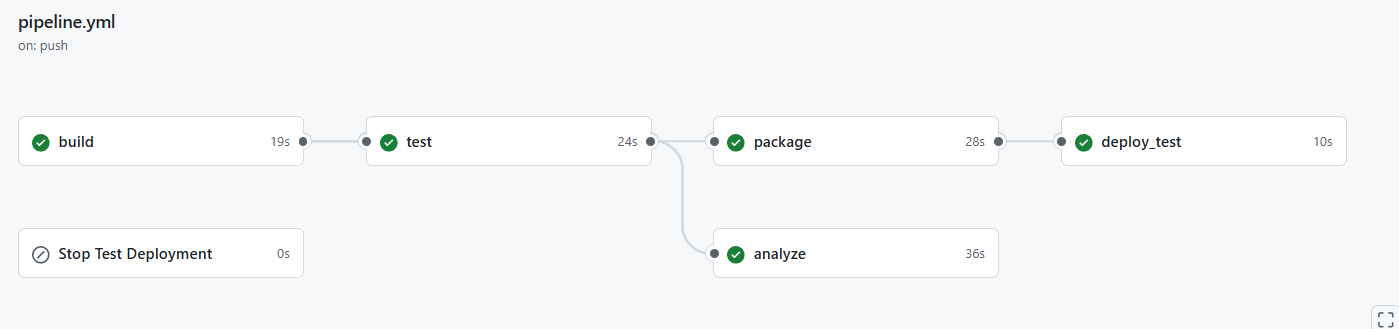 pipeline.yml
on: push
build 19s
test 24s
package 28s
deploy_test 10s
Stop Test Deployment 0s
analyze 36s